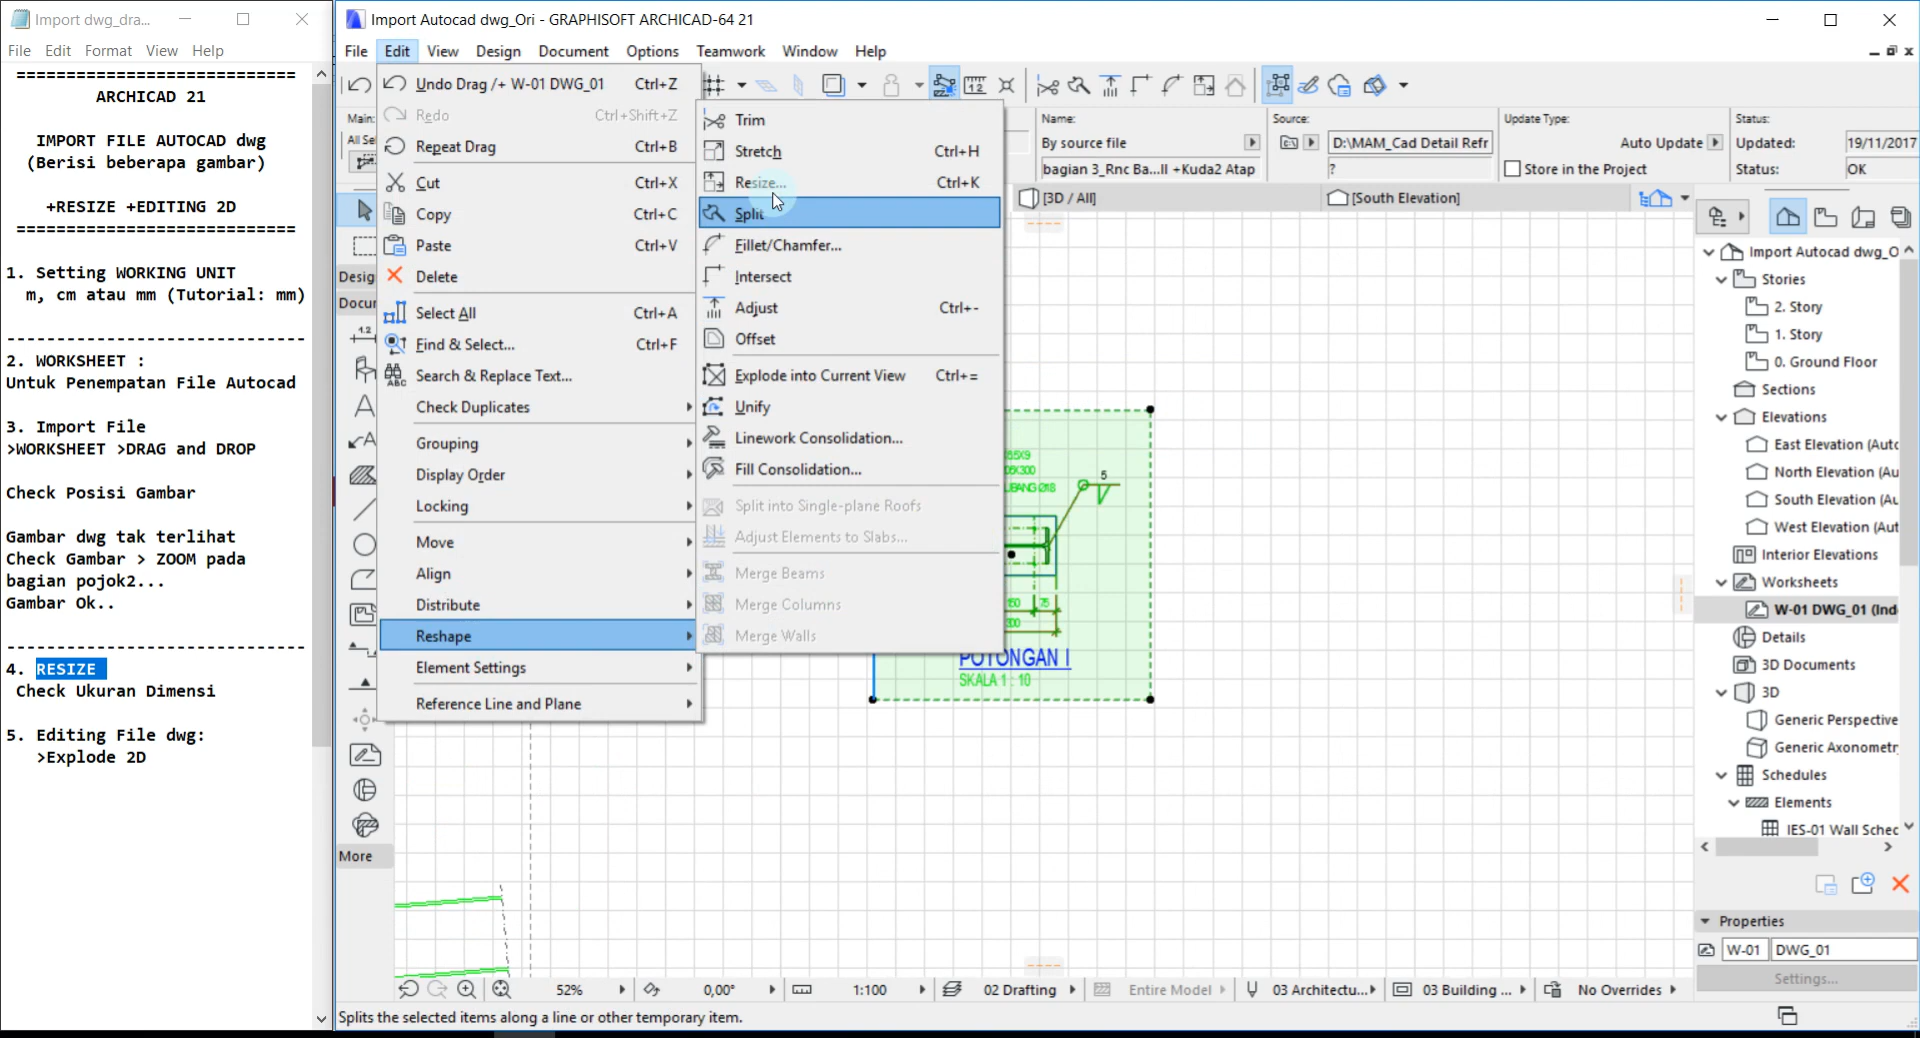 Import dwg_dra...
File Edit Format View Help
=============================
ARCHICAD 21
IMPORT FILE AUTOCAD dwg
(Berisi beberapa gambar)
+RESIZE +EDITING 2D
=============================
1. Setting WORKING UNIT
m, cm atau mm (Tutorial: mm)
------------------------------
2. WORKSHEET :
Untuk Penempatan File Autocad
3. Import File
>WORKSHEET >DRAG and DROP
Check Posisi Gambar
Gambar dwg tak terlihat
Check Gambar > ZOOM pada
bagian pojok2...
Gambar Ok..
------------------------------
4. RESIZE
Check Ukuran Dimensi
5. Editing File dwg:
>Explode 2D
Import Autocad dwg_Ori - GRAPHISOFT ARCHICAD-64 21
File Edit View Design Document Options Teamwork Window Help
Main:
All Sel
Desig
Docur
More
Undo Drag /+ W-01 DWG_01 Ctrl+Z
Redo Ctrl+Shift+Z
Repeat Drag Ctrl+B
Cut Ctrl+X
Copy Ctrl+C
Paste Ctrl+V
Delete
Select All Ctrl+A
Find & Select... Ctrl+F
Search & Replace Text...
Check Duplicates
Grouping
Display Order
Locking
Move
Align
Distribute
Reshape
Element Settings
Reference Line and Plane
Trim
Stretch Ctrl+H
Resize... Ctrl+K
Split
Fillet/Chamfer...
Intersect
Adjust Ctrl+-
Offset
Explode into Current View Ctrl+=
Unify
Linework Consolidation...
Fill Consolidation...
Split into Single-plane Roofs
Adjust Elements to Slabs...
Merge Beams
Merge Columns
Merge Walls
Name:
By source file
bagian 3_Rnc Ba...ll +Kuda2 Atap
Source:
D:\MAM_Cad Detail Refr
?
Update Type:
Auto Update
Store in the Project
Status:
Updated: 19/11/2017
Status: OK
[3D / All]
[South Elevation]
5
150 75
300
POTONGAN I
SKALA 1 : 10
Import Autocad dwg_O
Stories
2. Story
1. Story
0. Ground Floor
Sections
Elevations
East Elevation (Autc
North Elevation (Au
South Elevation (Au
West Elevation (Aut
Interior Elevations
Worksheets
W-01 DWG_01 (Ind
Details
3D Documents
3D
Generic Perspective
Generic Axonometr
Schedules
Elements
IES-01 Wall Sched
Properties
W-01 DWG_01
Settings...
52% 0,00° 1:100 02 Drafting Entire Model 03 Architectu... 03 Building ... No Overrides
Splits the selected items along a line or other temporary item.